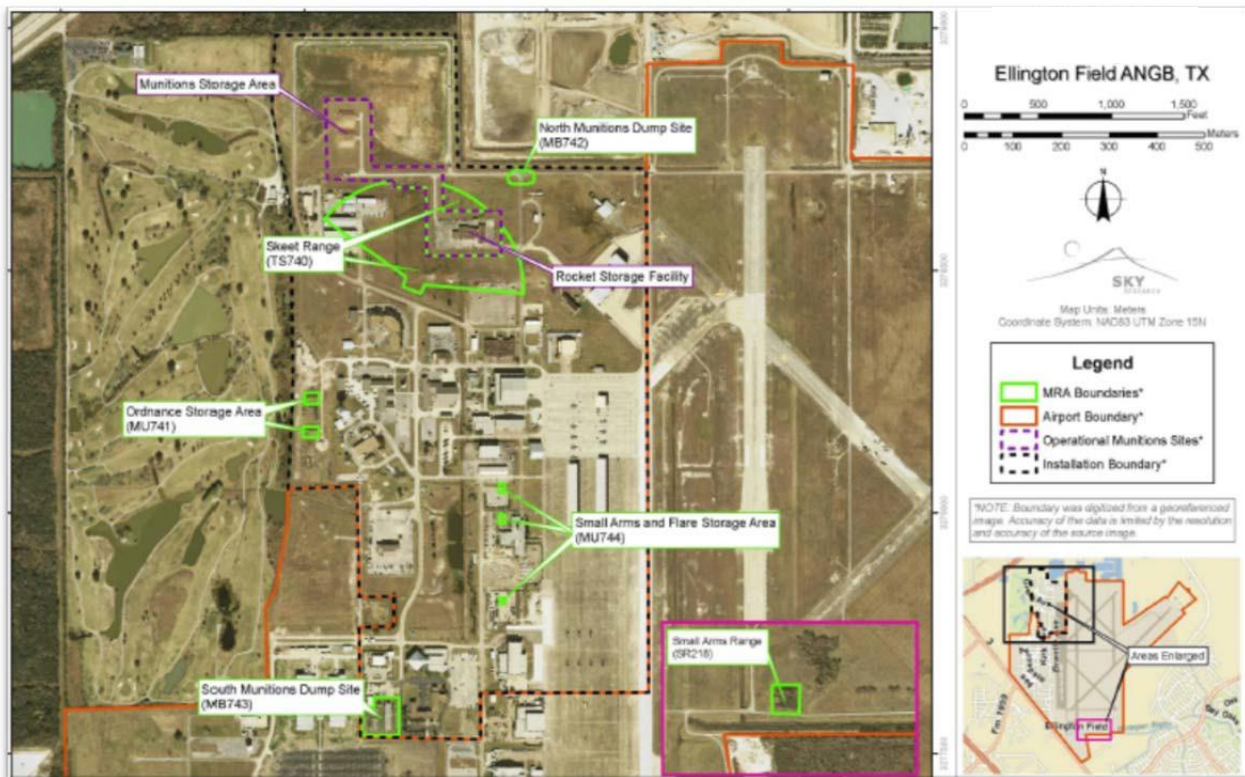 Munitions Storage Area
North Munitions Dump Site
(MB742)
Skeet Range
(TS740)
Rocket Storage Facility
Ordnance Storage Area
(MU741)
Small Arms and Flare Storage Area
(MU744)
South Munitions Dump Site
(MB743)
Small Arms Range
(SR218)
Ellington Field ANGB, TX
0 500 1,000 1,500
Feet
Meters
0 100 200 300 400 500
N
SKY
RESEARCH
Map Units: Meters
Coordinate System: NAD83 UTM Zone 15N
Legend
MRA Boundaries*
Airport Boundary*
Operational Munitions Sites*
Installation Boundary*
*NOTE: Boundary was digitized from a georeferenced
image. Accuracy of the data is limited by the resolution
and accuracy of the source image.
Areas Enlarged
Ellington Field
Fm 1959